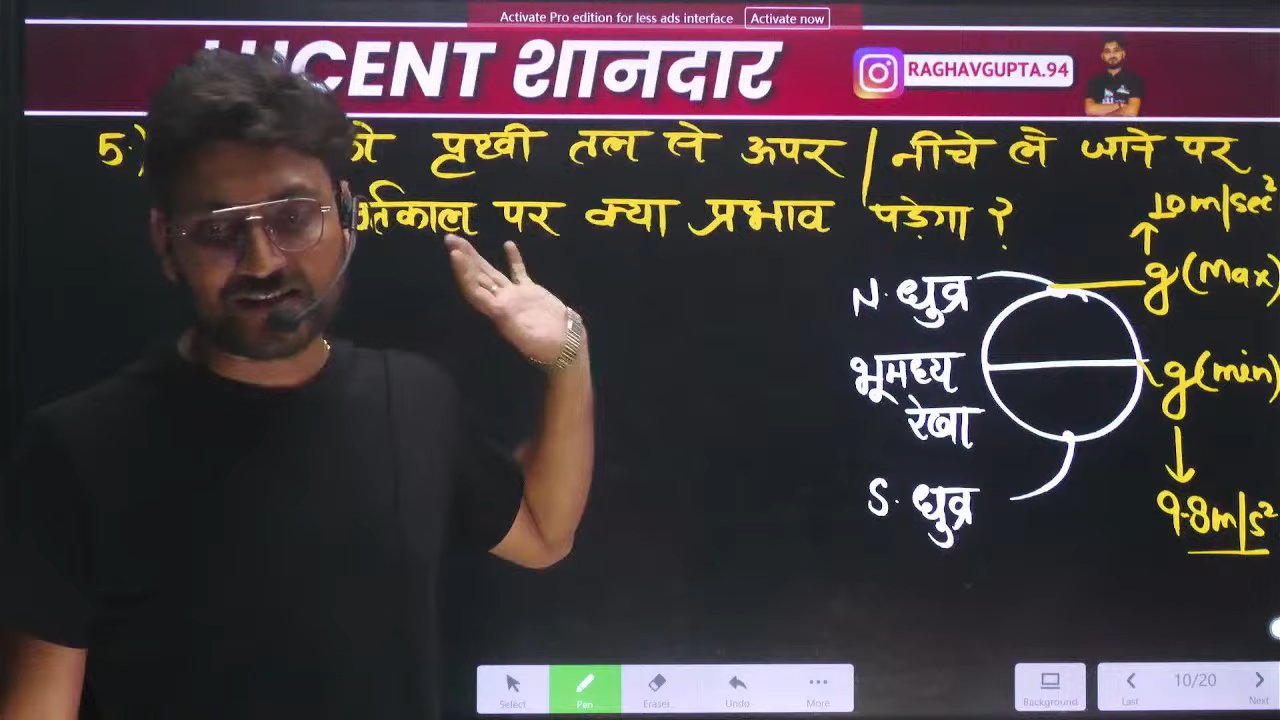 Activate Pro edition for less ads interface Activate now
LUCENT शानदार
RAGHAVGUPTA.94
5.) को पृथ्वी तल से ऊपर / नीचे ले जाने पर
वर्तकाल पर क्या प्रभाव पड़ेगा ?
10m/sec²
N. ध्रुव
g(Max)
भूमध्य
रेखा
g(min)
S. ध्रुव
9.8m/s²
Select Pen Eraser Undo More Background Last 10/20 Next